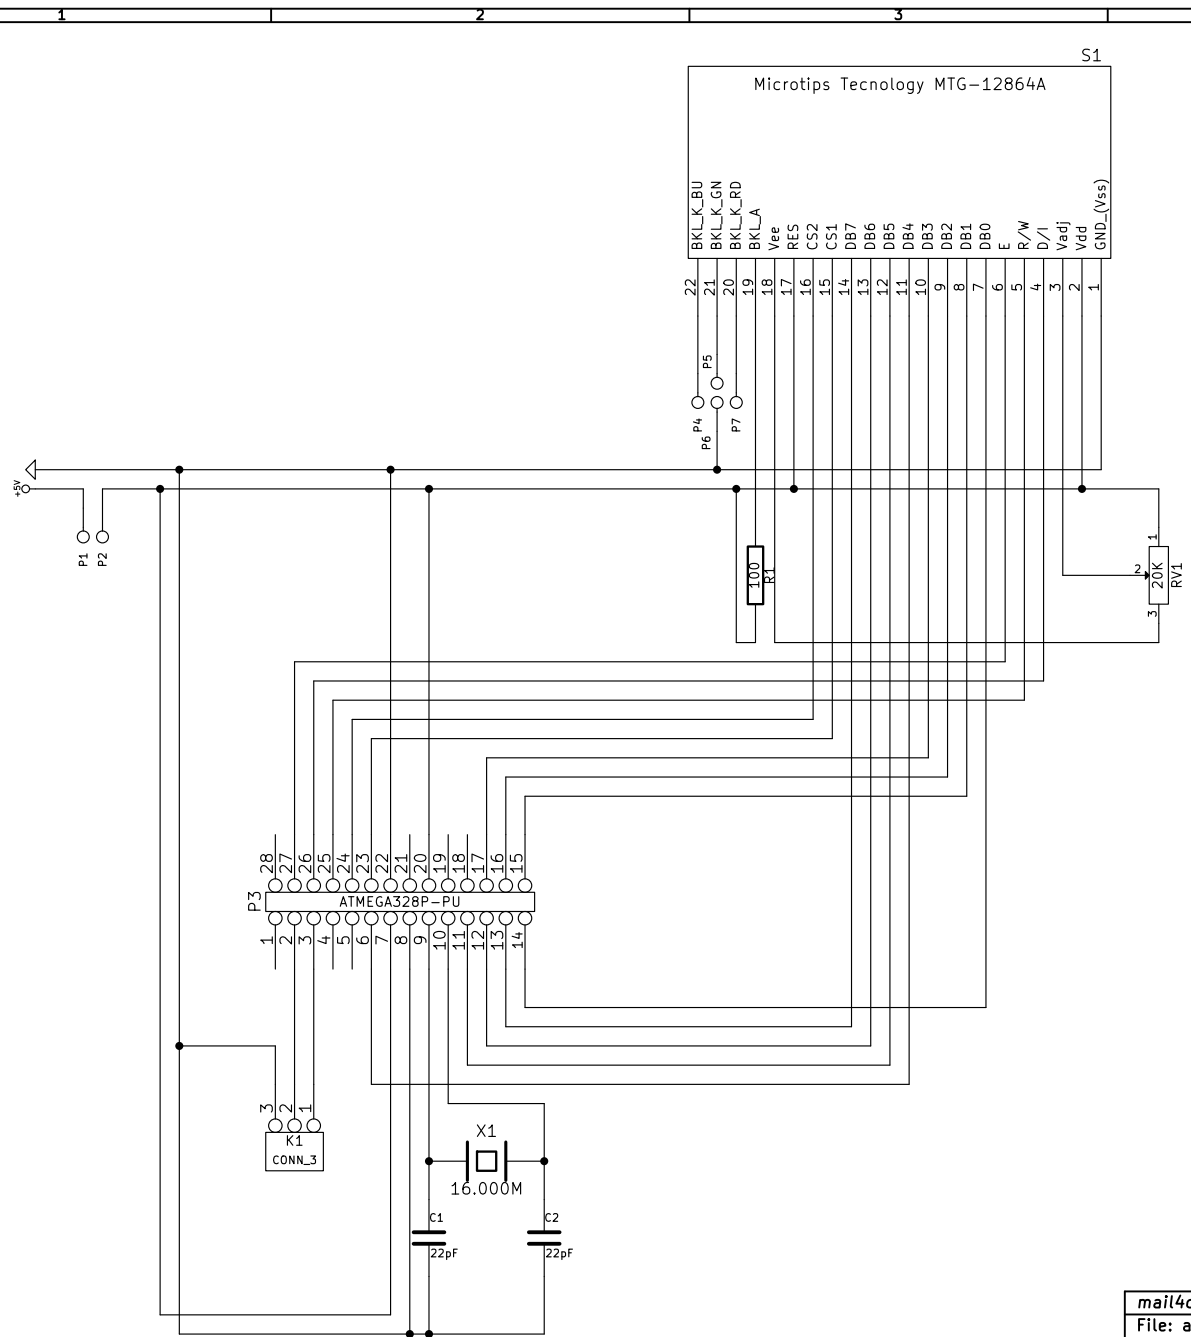 1 2 3
S1
Microtips Tecnology MTG-12864A
BKL_K_BU BKL_K_GN BKL_K_RD BKL_A Vee RES CS2 CS1 DB7 DB6 DB5 DB4 DB3 DB2 DB1 DB0 E R/W D/I Vadj Vdd GND_(Vss)
22 21 20 19 18 17 16 15 14 13 12 11 10 9 8 7 6 5 4 3 2 1
P5
P4 P6 P7
+5V
P1 P2
100 R1
1
2 20K RV1
3
28 27 26 25 24 23 22 21 20 19 18 17 16 15
P3 ATMEGA328P-PU
1 2 3 4 5 6 7 8 9 10 11 12 13 14
3 2 1
K1
CONN_3
X1
16.000M
C1 C2
22pF 22pF
File: